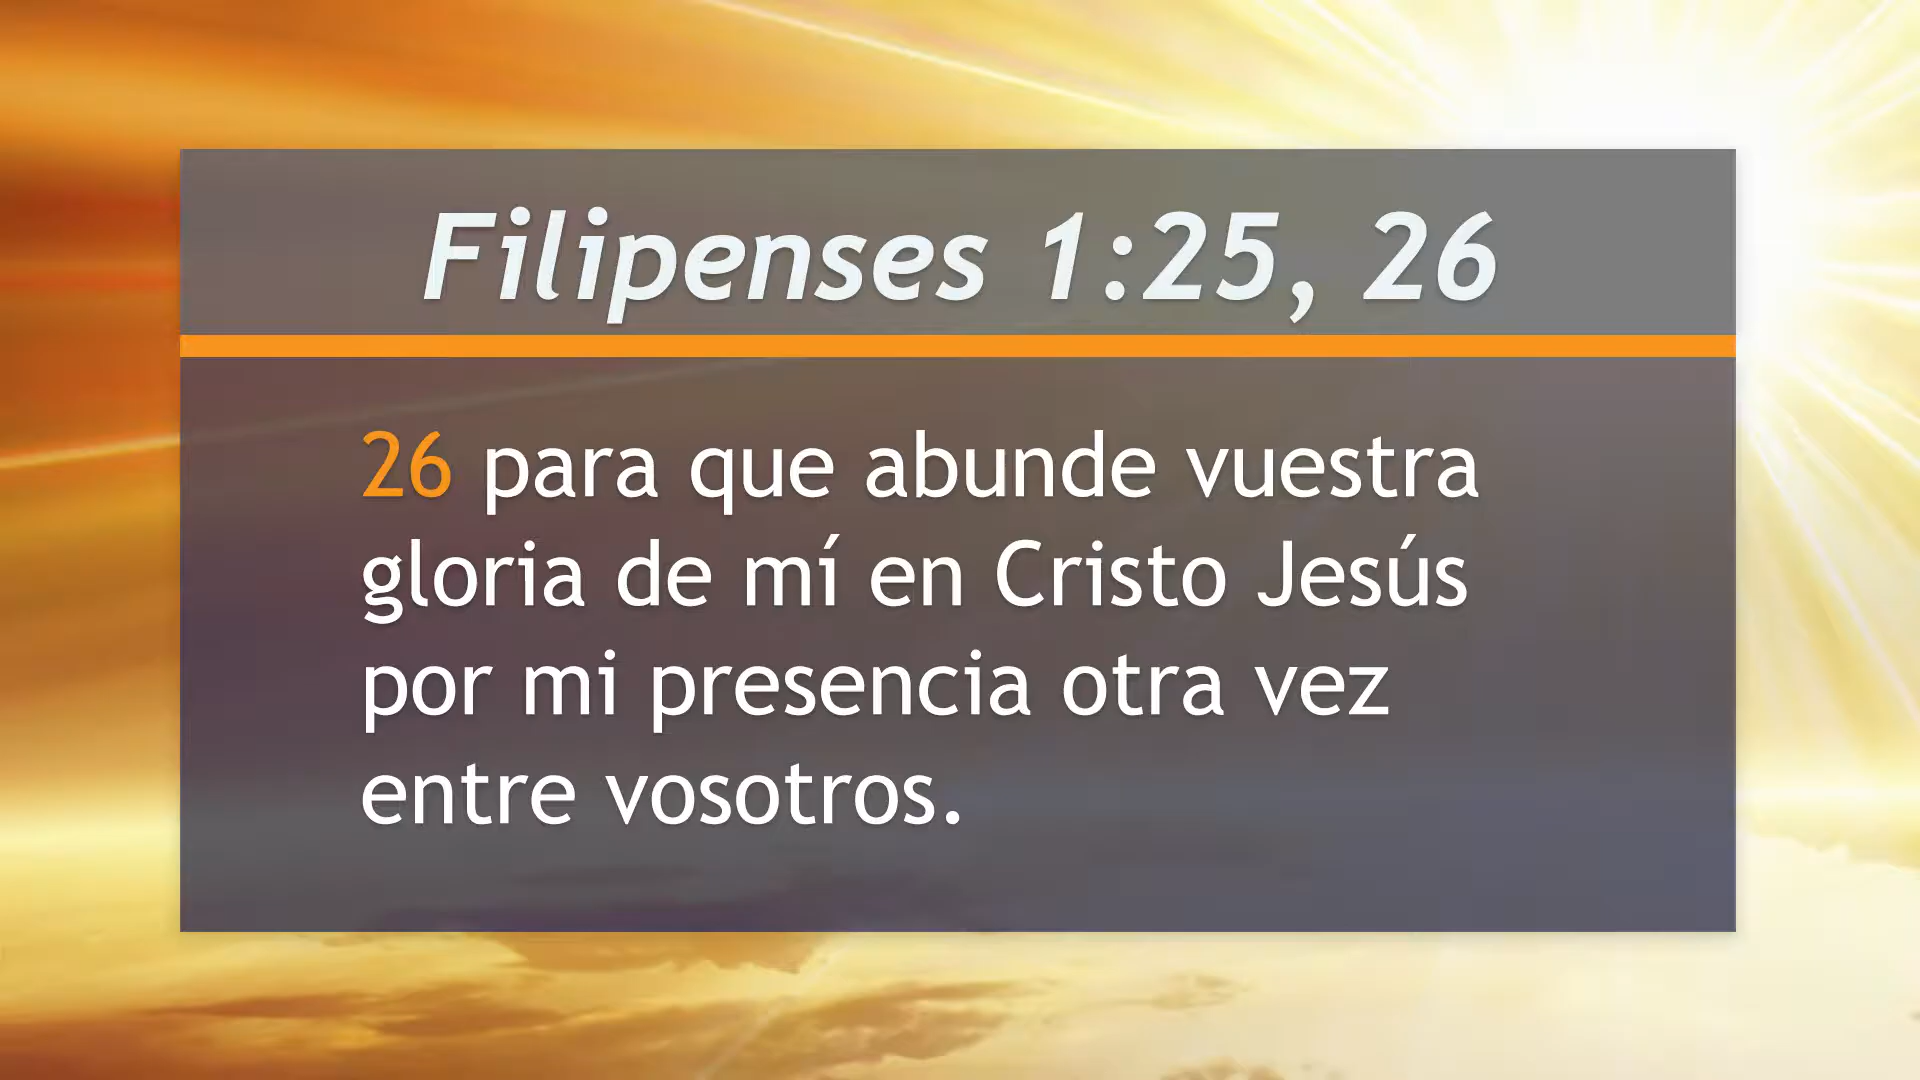 Filipenses 1:25, 26
26 para que abunde vuestra
gloria de mí en Cristo Jesús
por mi presencia otra vez
entre vosotros.